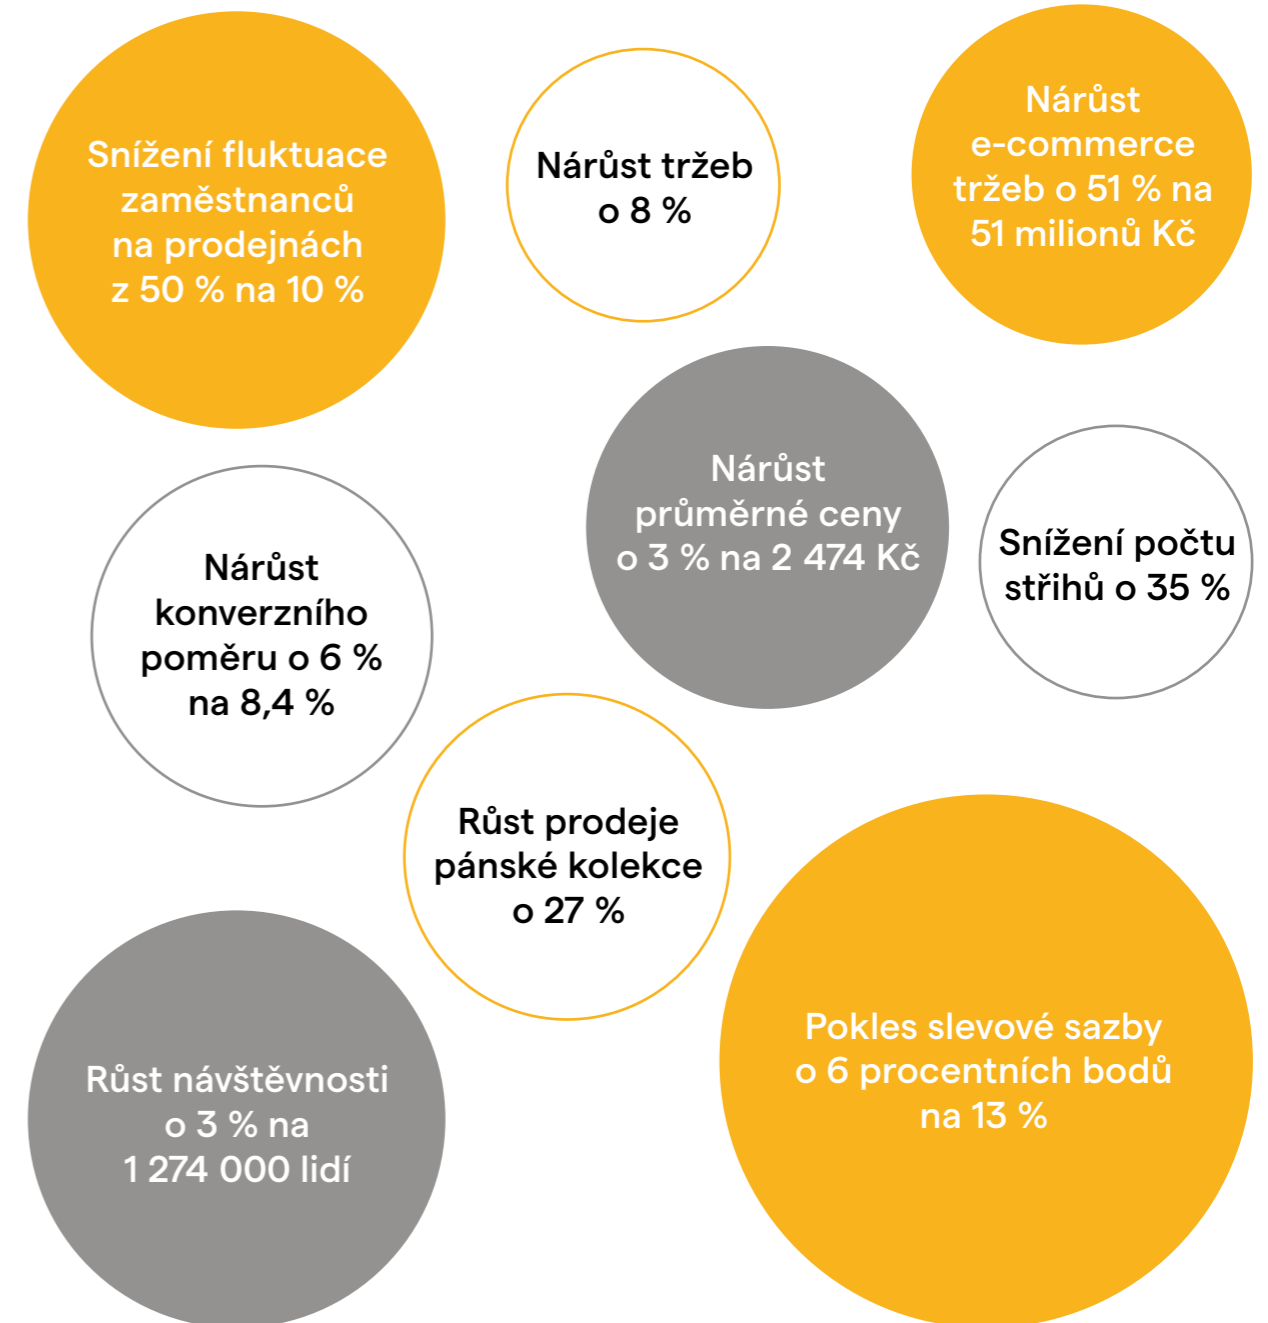 Snížení fluktuace
zaměstnanců
na prodejnách
z 50 % na 10 %
Nárůst tržeb
o 8 %
Nárůst
e-commerce
tržeb o 51 % na
51 milionů Kč
Nárůst
průměrné ceny
o 3 % na 2 474 Kč
Snížení počtu
střihů o 35 %
Nárůst
konverzního
poměru o 6 %
na 8,4 %
Růst prodeje
pánské kolekce
o 27 %
Růst návštěvnosti
o 3 % na
1 274 000 lidí
Pokles slevové sazby
o 6 procentních bodů
na 13 %